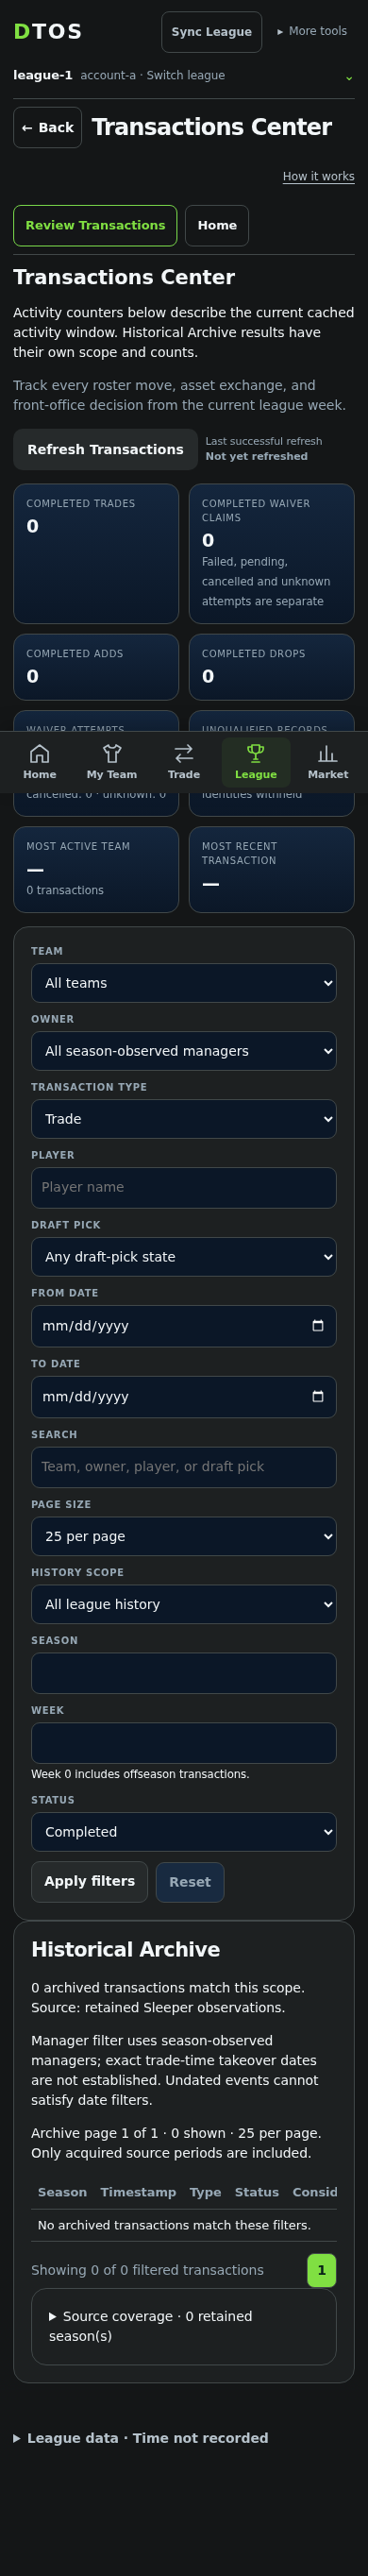 DTOS
Sync League
▸ More tools
league-1 account-a · Switch league
← Back
Transactions Center
How it works
Review Transactions
Home
Transactions Center
Activity counters below describe the current cached
activity window. Historical Archive results have
their own scope and counts.
Track every roster move, asset exchange, and
front-office decision from the current league week.
Refresh Transactions
Last successful refresh
Not yet refreshed
COMPLETED TRADES
0
COMPLETED WAIVER
CLAIMS
0
Failed, pending,
cancelled and unknown
attempts are separate
COMPLETED ADDS
0
COMPLETED DROPS
0
WAIVER ATTEMPTS
UNQUALIFIED RECORDS
Home
My Team
Trade
League
Market
cancelled: 0 · unknown: 0
identities withheld
MOST ACTIVE TEAM
—
0 transactions
MOST RECENT
TRANSACTION
—
TEAM
All teams
OWNER
All season-observed managers
TRANSACTION TYPE
Trade
PLAYER
Player name
DRAFT PICK
Any draft-pick state
FROM DATE
mm/dd/yyyy
TO DATE
mm/dd/yyyy
SEARCH
Team, owner, player, or draft pick
PAGE SIZE
25 per page
HISTORY SCOPE
All league history
SEASON
WEEK
Week 0 includes offseason transactions.
STATUS
Completed
Apply filters
Reset
Historical Archive
0 archived transactions match this scope.
Source: retained Sleeper observations.
Manager filter uses season-observed
managers; exact trade-time takeover dates
are not established. Undated events cannot
satisfy date filters.
Archive page 1 of 1 · 0 shown · 25 per page.
Only acquired source periods are included.
Season Timestamp Type Status Consid
No archived transactions match these filters.
Showing 0 of 0 filtered transactions
1
▶ Source coverage · 0 retained
season(s)
▶ League data · Time not recorded